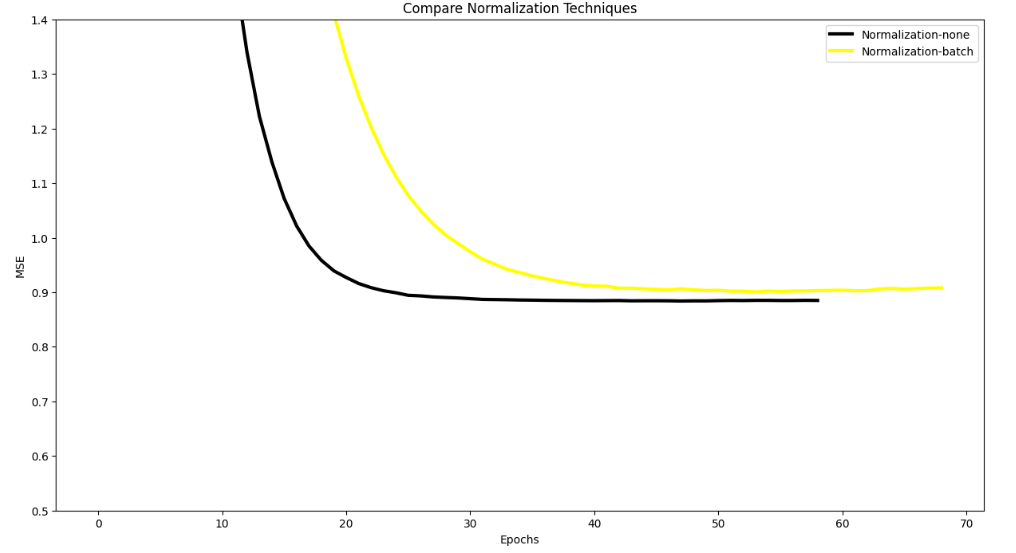 Compare Normalization Techniques
Normalization-none
Normalization-batch
MSE
1.4
1.3
1.2
1.1
1.0
0.9
0.8
0.7
0.6
0.5
0 10 20 30 40 50 60 70
Epochs